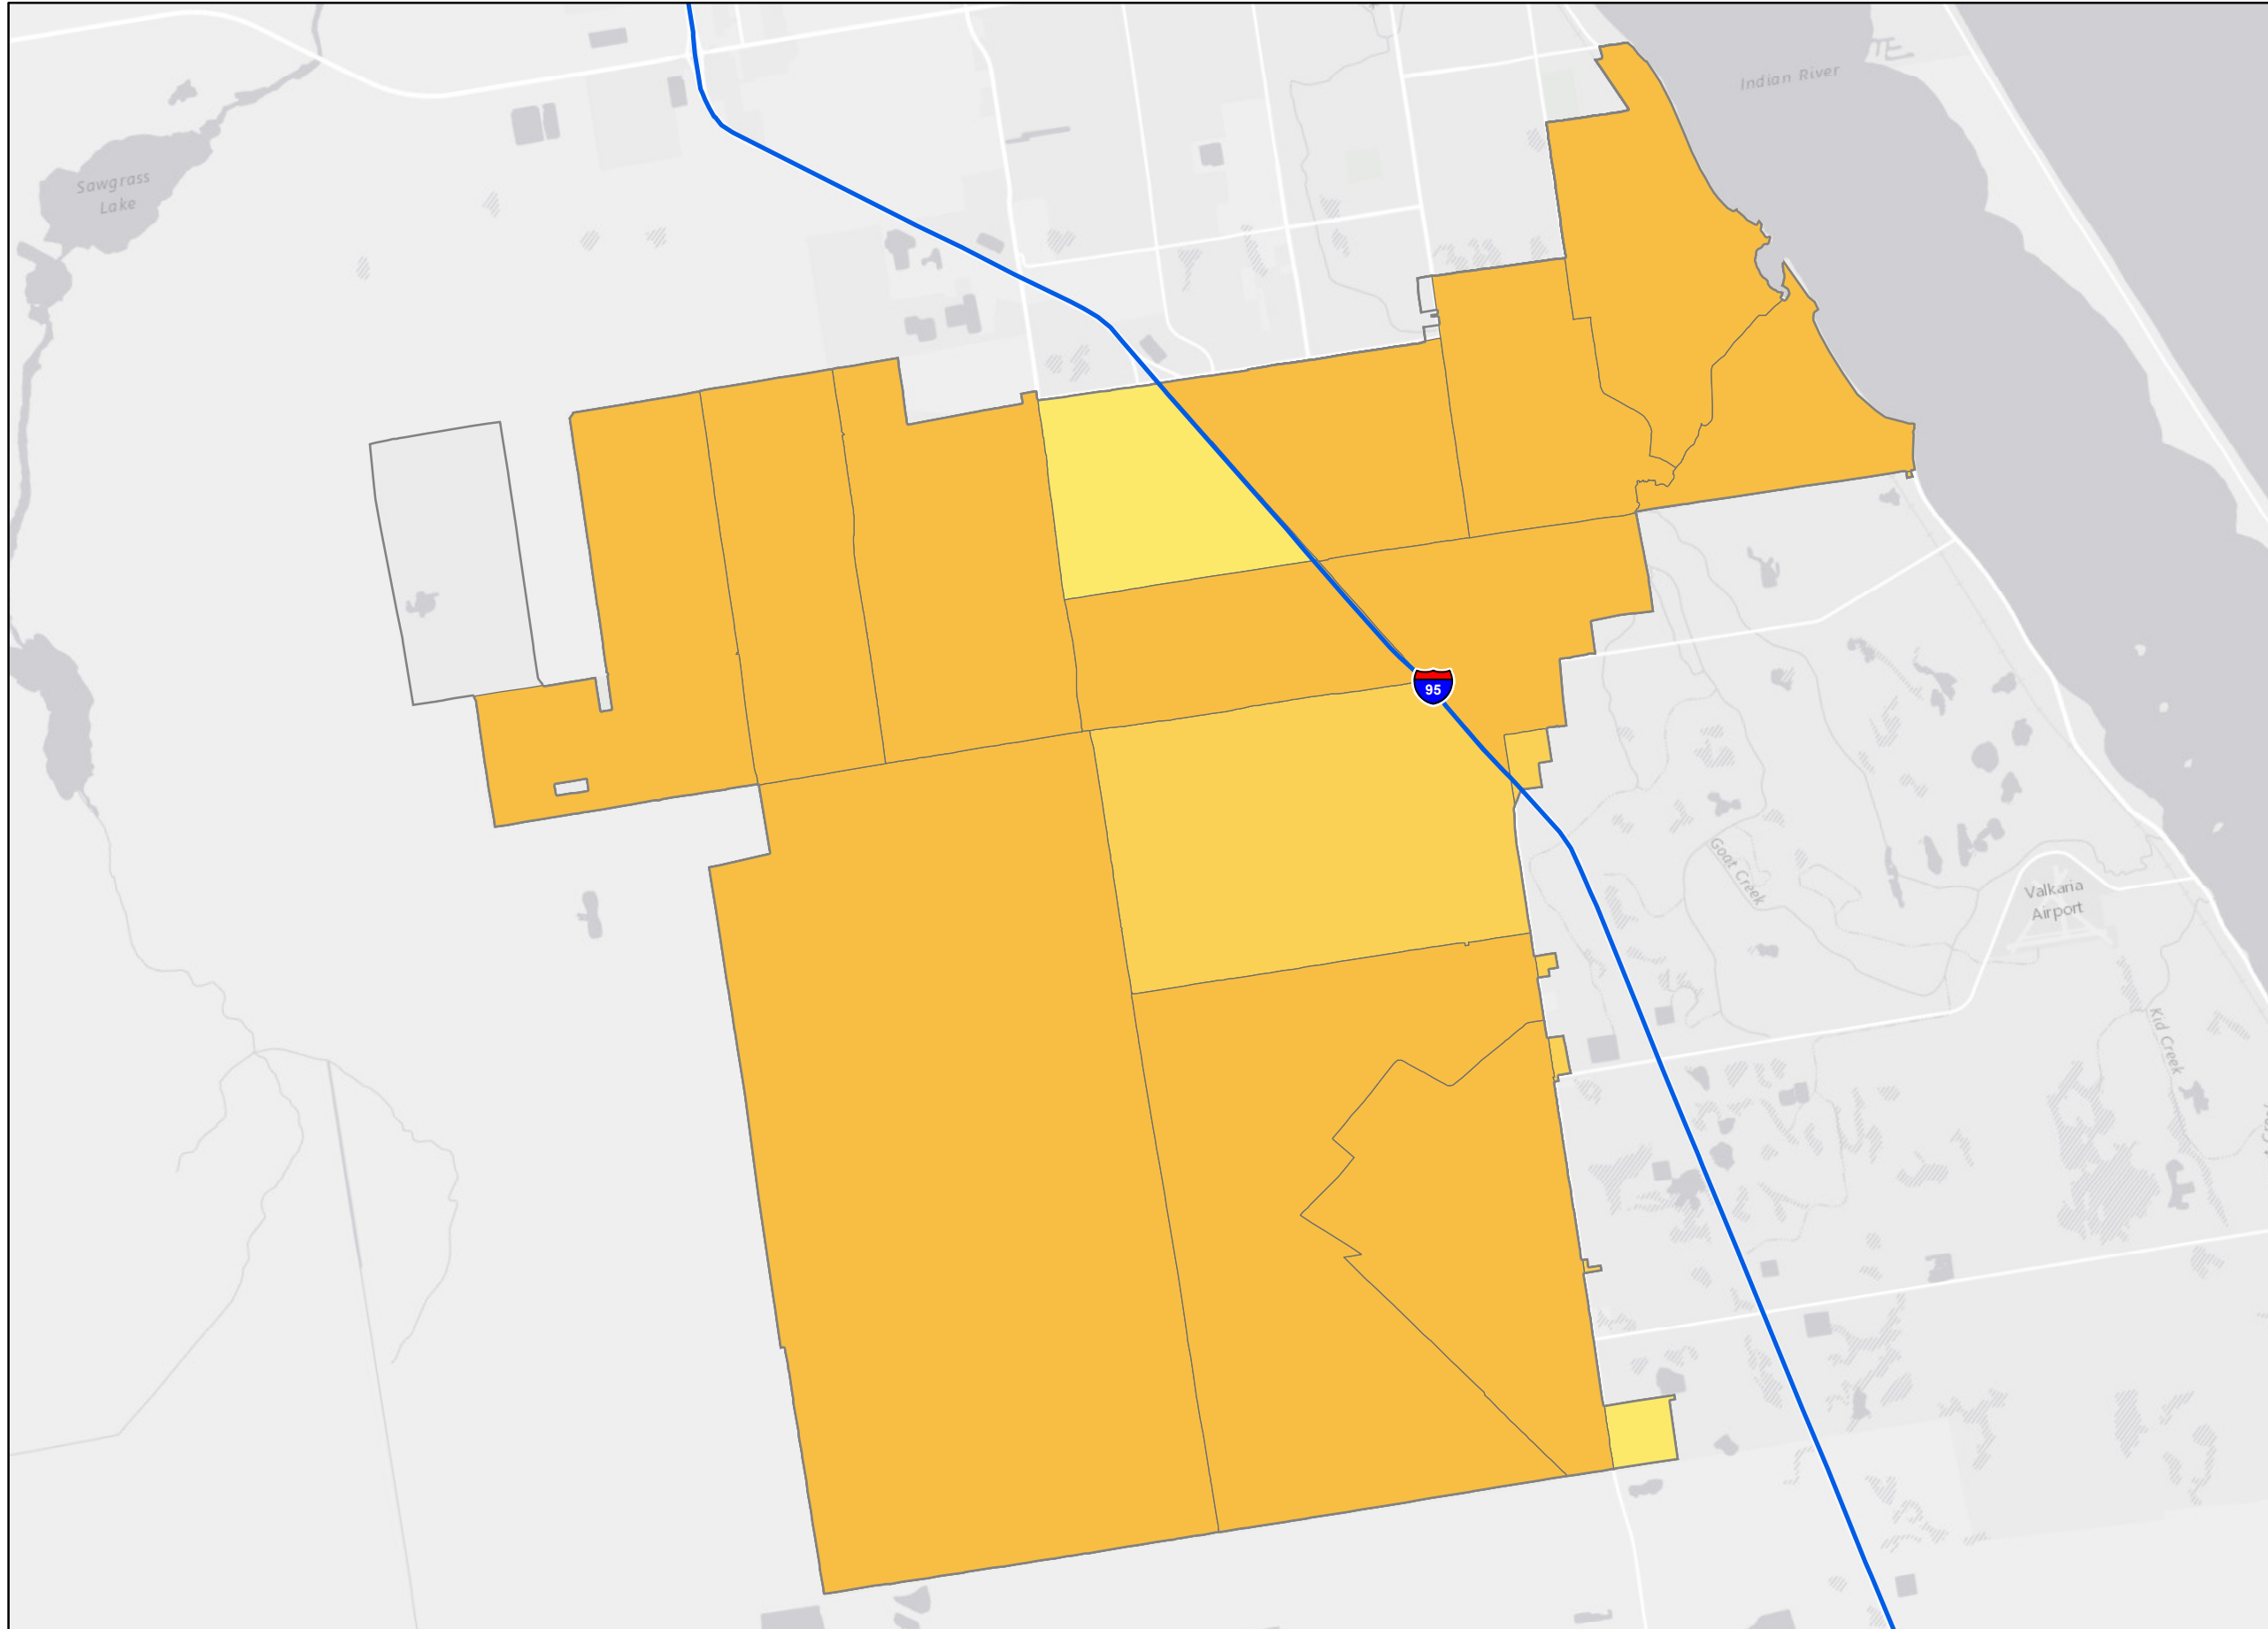 Indian River
Sawgrass
Lake
95
Goat Creek
Valkaria
Airport
Kid Creek